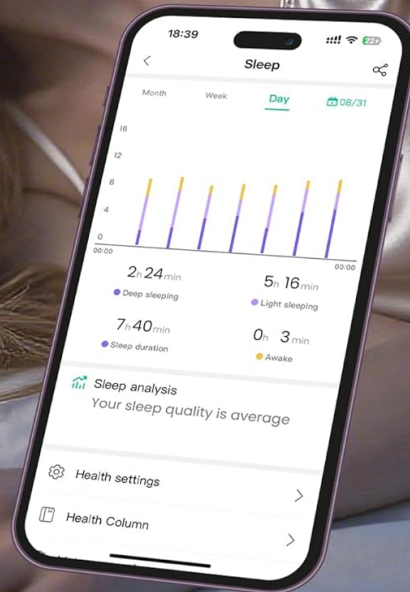 18:39
Sleep
Month Week Day 08/31
16
12
8
4
0
00:00 00:00
2h 24min 5h 16min
Deep sleeping Light sleeping
7h 40min 0h 3min
Sleep duration Awake
Sleep analysis
Your sleep quality is average
Health settings
Health Column